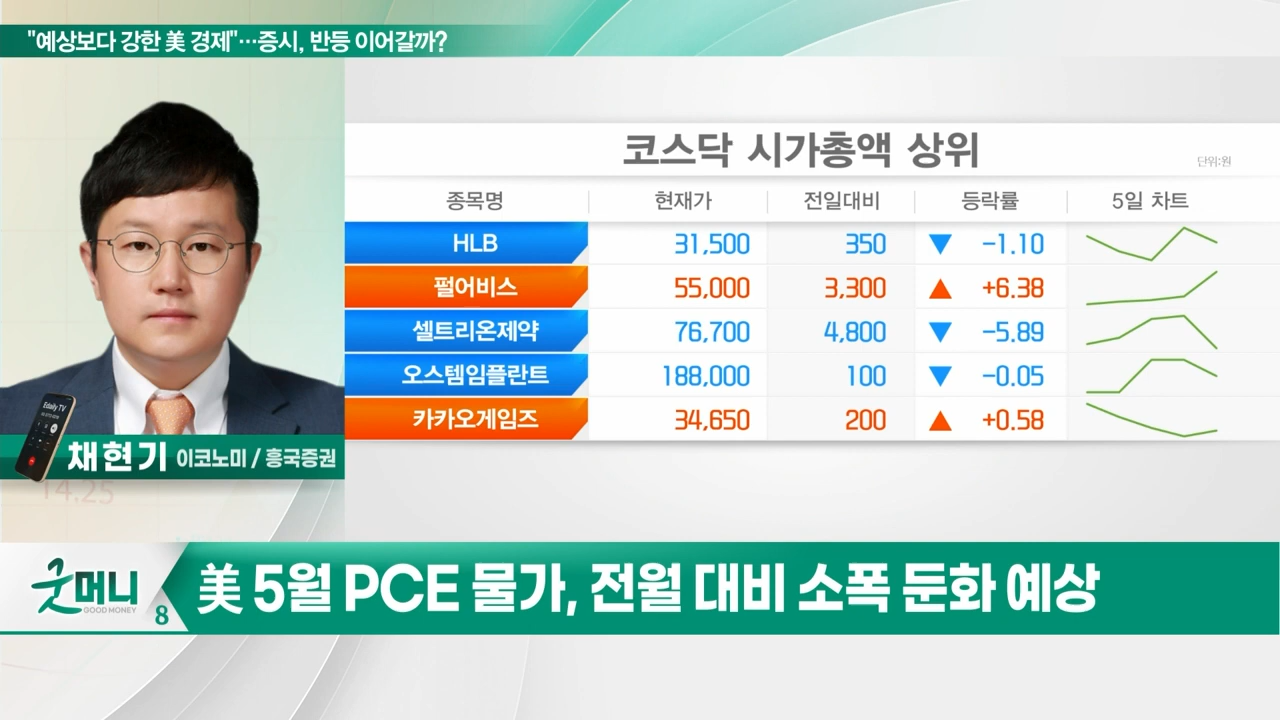 "예상보다 강한 美 경제"…증시, 반등 이어갈까?
코스닥 시가총액 상위
단위:원
종목명 현재가 전일대비 등락률 5일 차트
HLB 31,500 350 ▼ -1.10
펄어비스 55,000 3,300 ▲ +6.38
셀트리온제약 76,700 4,800 ▼ -5.89
오스템임플란트 188,000 100 ▼ -0.05
카카오게임즈 34,650 200 ▲ +0.58
Edaily TV
채현기 이코노미 / 흥국증권
14.25
굿머니
GOOD MONEY
8
美 5월 PCE 물가, 전월 대비 소폭 둔화 예상